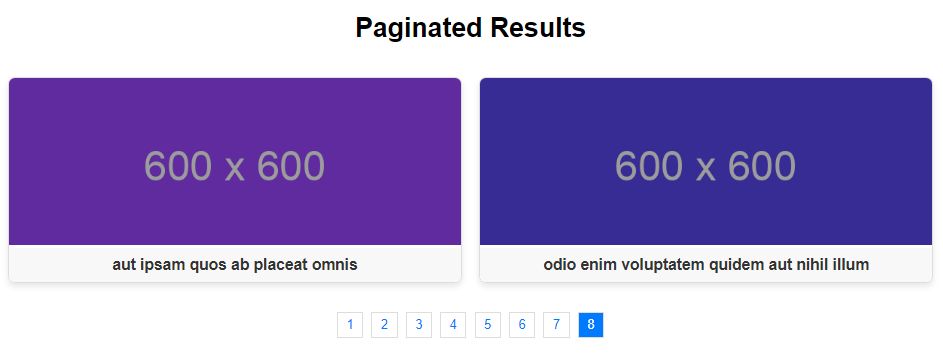 Paginated Results
600 x 600
600 x 600
aut ipsam quos ab placeat omnis
odio enim voluptatem quidem aut nihil illum
1 2 3 4 5 6 7 8